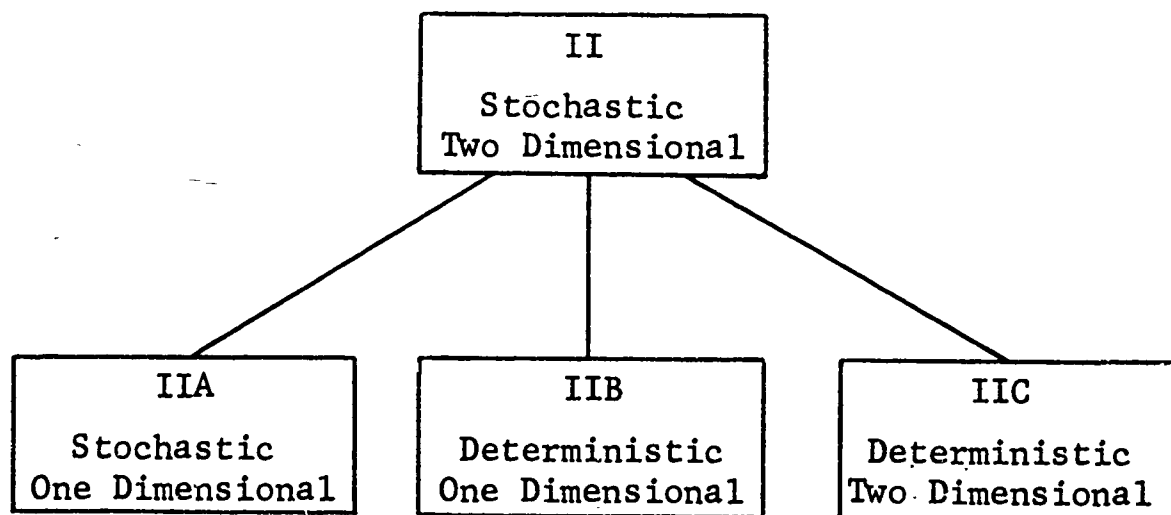 II
Stochastic
Two Dimensional
IIA
Stochastic
One Dimensional
IIB
Deterministic
One Dimensional
IIC
Deterministic
Two Dimensional